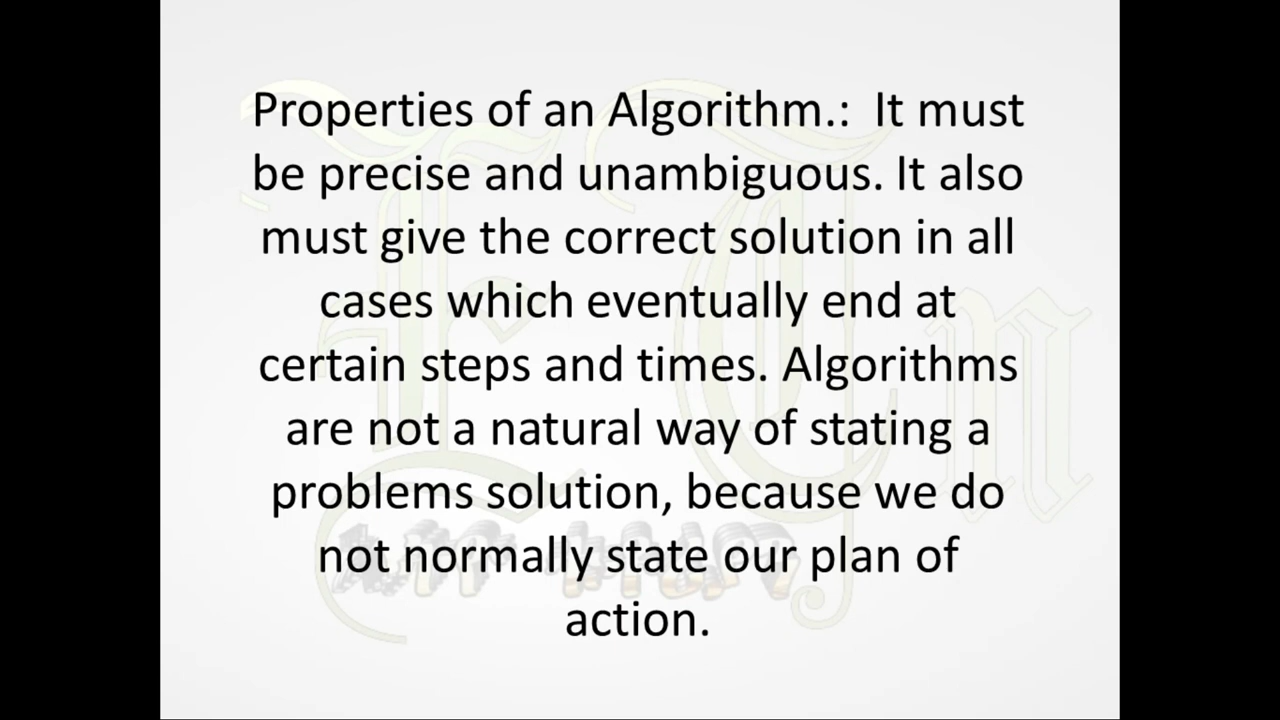 Properties of an Algorithm.:  It must
be precise and unambiguous. It also
must give the correct solution in all
cases which eventually end at
certain steps and times. Algorithms
are not a natural way of stating a
problems solution, because we do
not normally state our plan of
action.